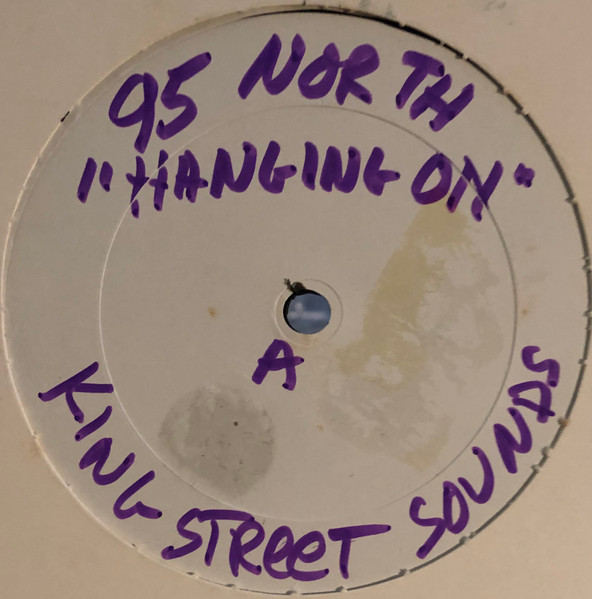 95 NORTH
"HANGING ON"
A
KING STREET SOUNDS